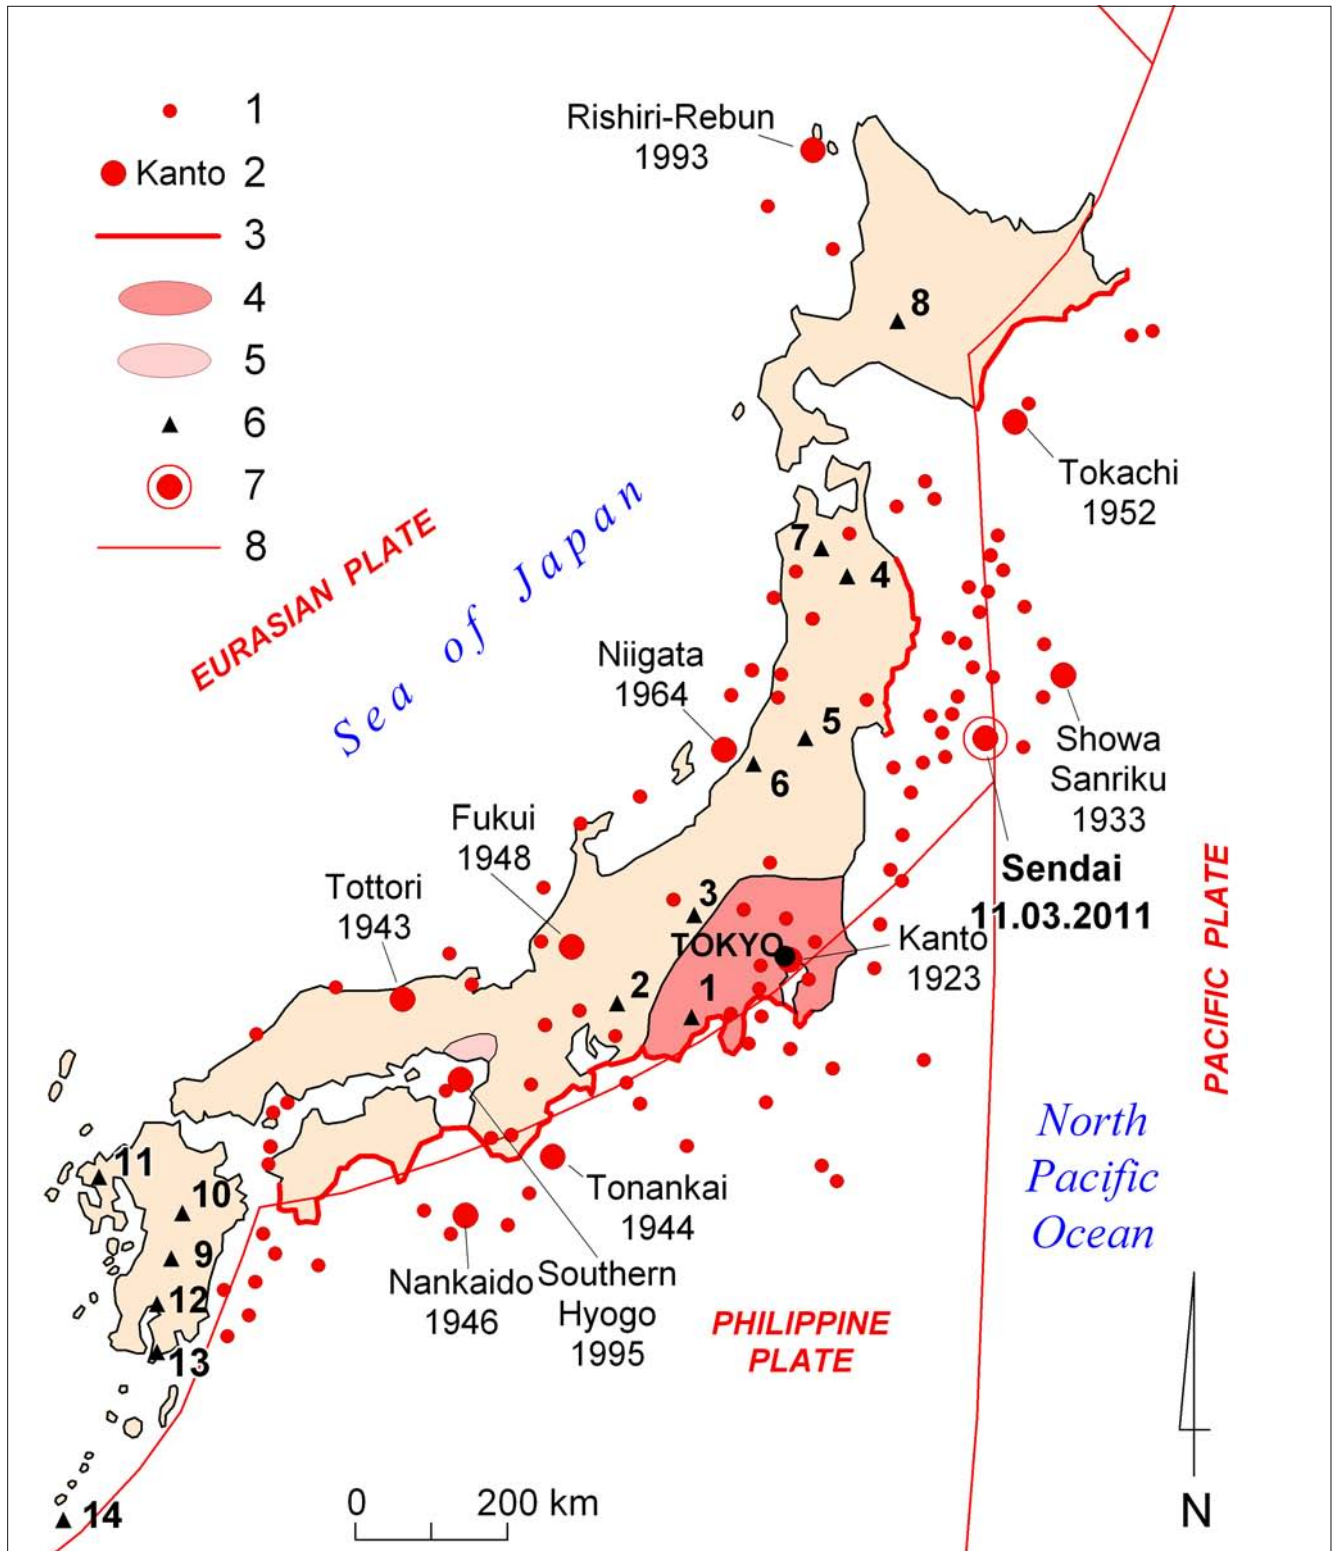 1
Kanto 2
3
4
5
6
7
8
Rishiri-Rebun
1993
8
Tokachi
1952
EURASIAN PLATE
Sea of Japan
7
4
Niigata
1964
5
6
Showa
Sanriku
1933
Fukui
1948
Sendai
11.03.2011
Tottori
1943
3
TOKYO
Kanto
1923
PACIFIC PLATE
2
1
North
Pacific
Ocean
11
10
9
12
13
14
Tonankai
1944
Nankaido
1946
Southern
Hyogo
1995
PHILIPPINE
PLATE
0 200 km
N